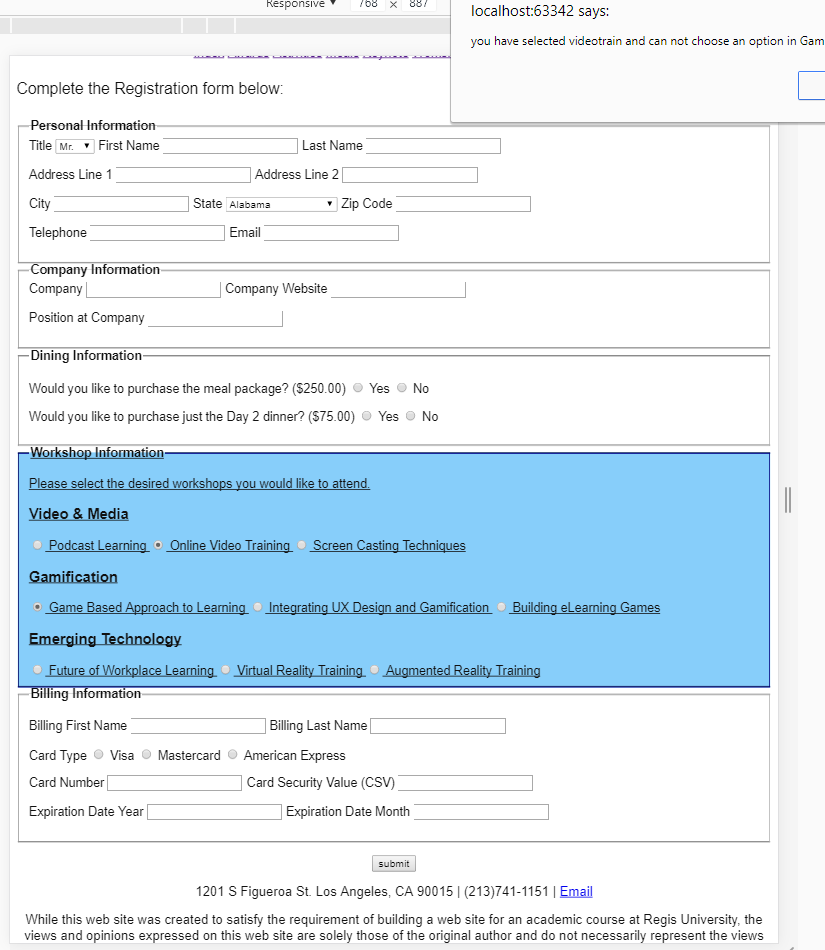 Responsive ▼ 768 x 887
localhost:63342 says:
you have selected videotrain and can not choose an option in Gam
Complete the Registration form below:
Personal Information
Title Mr. ▼ First Name Last Name
Address Line 1 Address Line 2
City State Alabama ▼ Zip Code
Telephone Email
Company Information
Company Company Website
Position at Company
Dining Information
Would you like to purchase the meal package? ($250.00) Yes No
Would you like to purchase just the Day 2 dinner? ($75.00) Yes No
Workshop Information
Please select the desired workshops you would like to attend.
Video & Media
Podcast Learning Online Video Training Screen Casting Techniques
Gamification
Game Based Approach to Learning Integrating UX Design and Gamification Building eLearning Games
Emerging Technology
Future of Workplace Learning Virtual Reality Training Augmented Reality Training
Billing Information
Billing First Name Billing Last Name
Card Type Visa Mastercard American Express
Card Number Card Security Value (CSV)
Expiration Date Year Expiration Date Month
submit
1201 S Figueroa St. Los Angeles, CA 90015 | (213)741-1151 | Email
While this web site was created to satisfy the requirement of building a web site for an academic course at Regis University, the
views and opinions expressed on this web site are solely those of the original author and do not necessarily represent the views